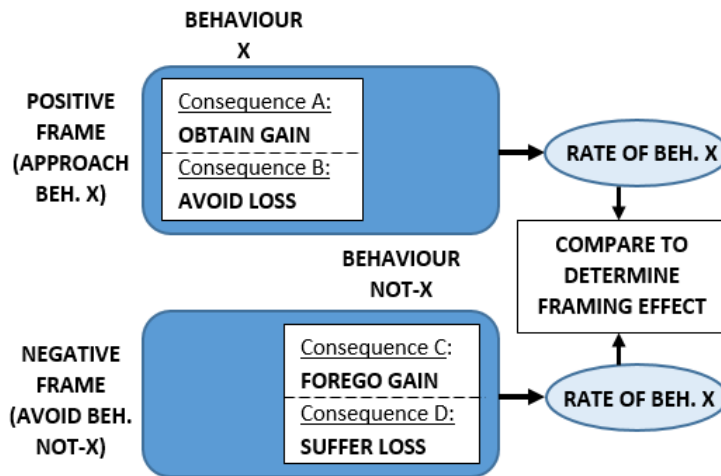 BEHAVIOUR
X
POSITIVE
FRAME
(APPROACH
BEH. X)
Consequence A:
OBTAIN GAIN
Consequence B:
AVOID LOSS
RATE OF BEH. X
COMPARE TO
DETERMINE
FRAMING EFFECT
BEHAVIOUR
NOT-X
NEGATIVE
FRAME
(AVOID BEH.
NOT-X)
Consequence C:
FOREGO GAIN
Consequence D:
SUFFER LOSS
RATE OF BEH. X